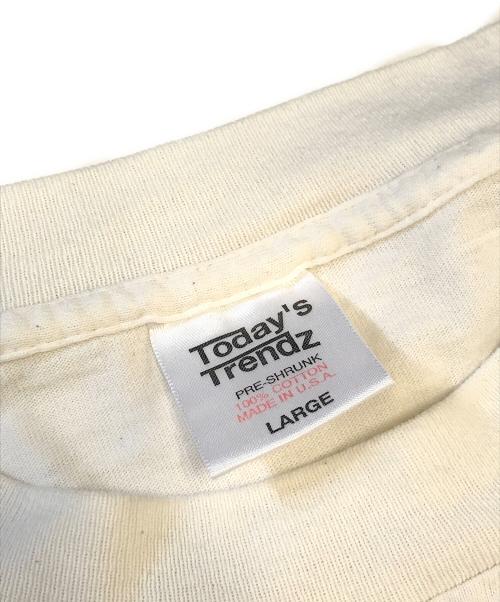 Today's
Trendz
PRE-SHRUNK
100% COTTON
MADE IN U.S.A.
LARGE